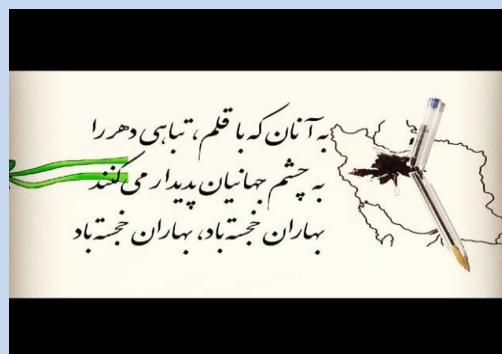 به آنان که با قلم، تباهی دهر را
به چشم جهانیان پدیدار می‌کنند
بهاران خجسته باد، بهاران خجسته باد